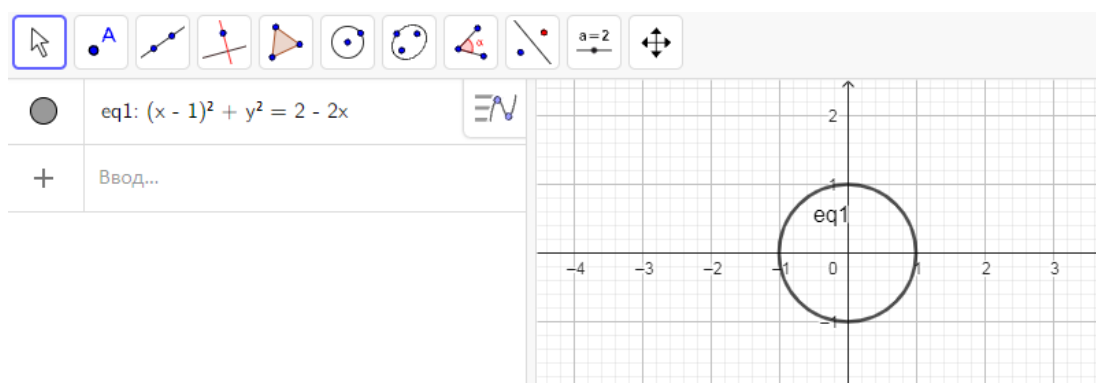 A
α
a=2
eq1: (x - 1)² + y² = 2 - 2x
Ввод...
2
1
eq1
–4 –3 –2 –1 0 1 2 3
–1